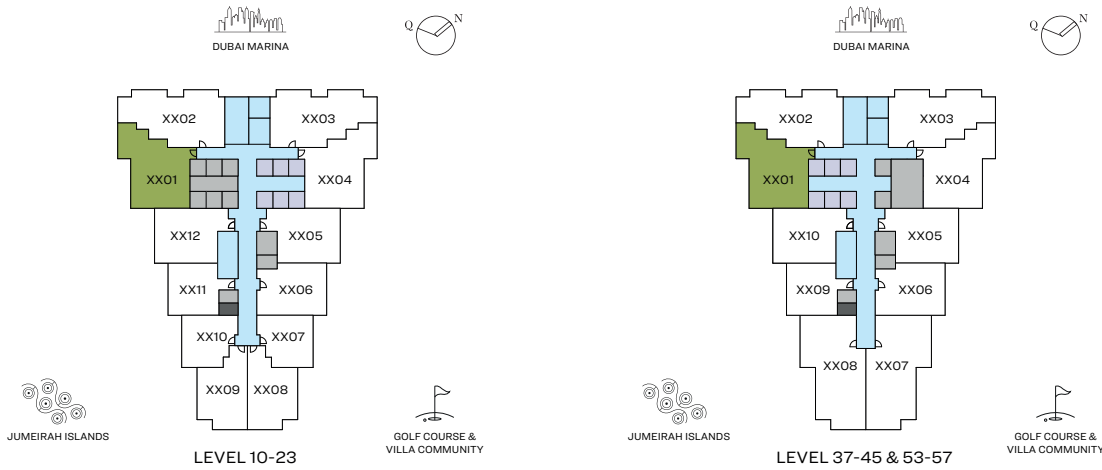 DUBAI MARINA
Q N
XX02 XX03
XX01 XX04
XX12 XX05
XX11 XX06
XX10 XX07
XX09 XX08
JUMEIRAH ISLANDS
GOLF COURSE &
VILLA COMMUNITY
LEVEL 10-23
DUBAI MARINA
Q N
XX02 XX03
XX01 XX04
XX10 XX05
XX09 XX06
XX08 XX07
JUMEIRAH ISLANDS
GOLF COURSE &
VILLA COMMUNITY
LEVEL 37-45 & 53-57